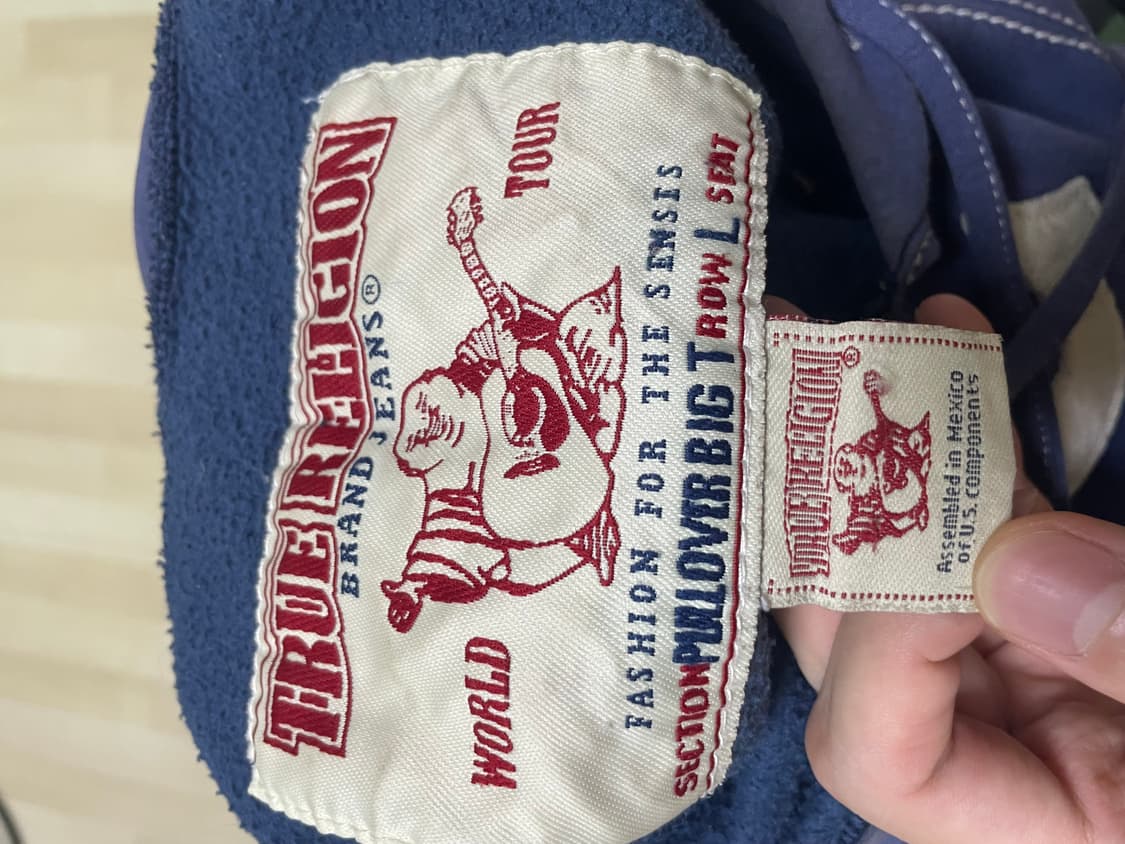 TRUE RELIGION
BRAND JEANS®
WORLD TOUR
FASHION FOR THE SENSES
SECTION PULLOVER BIG T ROW L SEAT
TRUE RELIGION®
Assembled in Mexico
of U.S. components